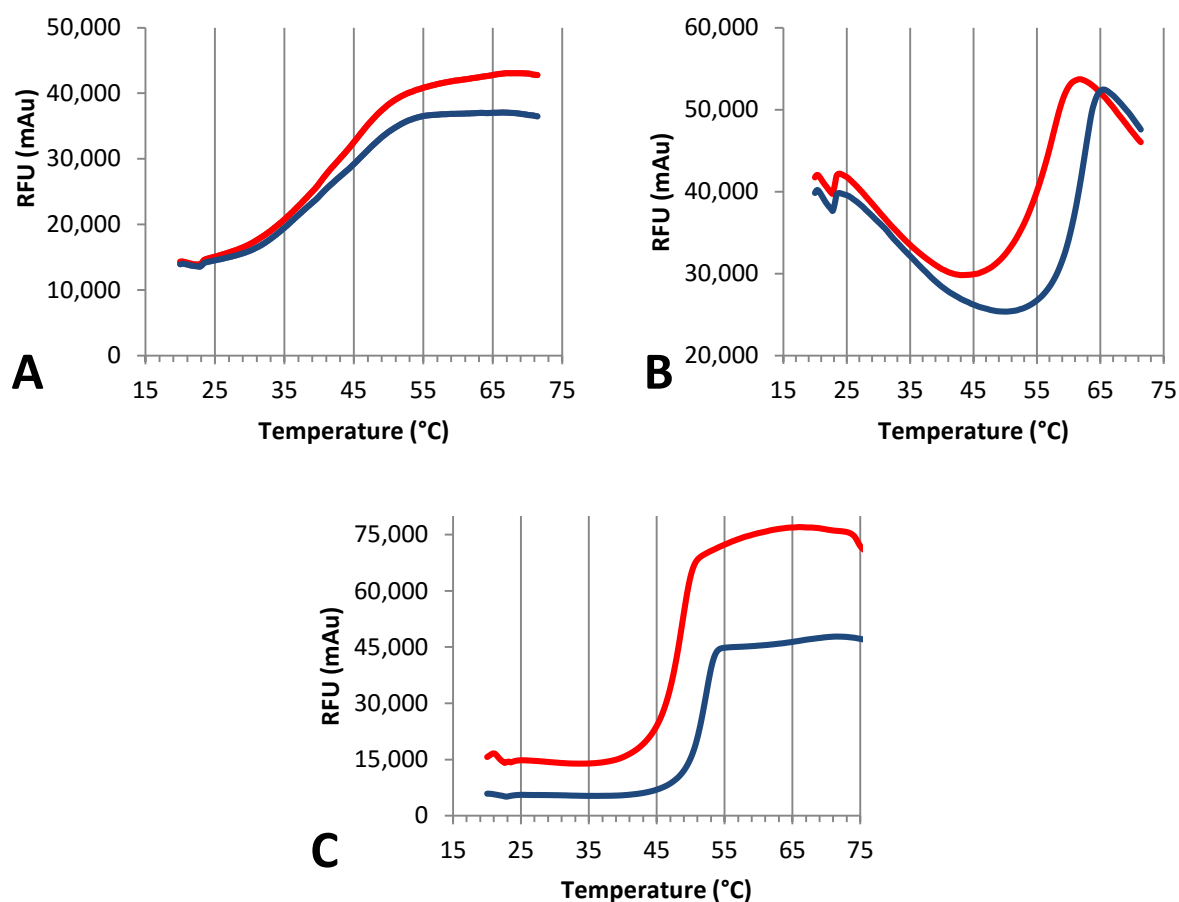 50,000
40,000
30,000
20,000
10,000
0
RFU (mAu)
15 25 35 45 55 65 75
Temperature (°C)
A
60,000
50,000
40,000
30,000
20,000
RFU (mAu)
15 25 35 45 55 65 75
Temperature (°C)
B
75,000
60,000
45,000
30,000
15,000
0
RFU (mAu)
15 25 35 45 55 65 75
Temperature (°C)
C